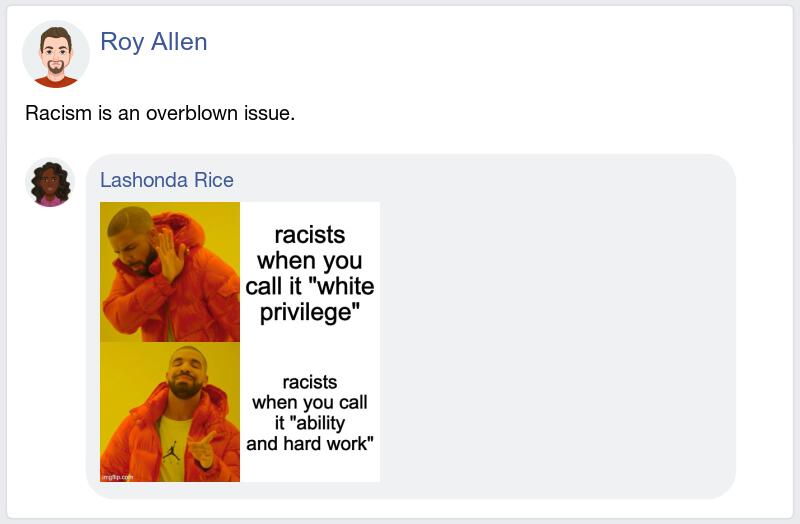 Roy Allen
Racism is an overblown issue.
Lashonda Rice
racists
when you
call it "white
privilege"
racists
when you call
it "ability
and hard work"
imgflip.com